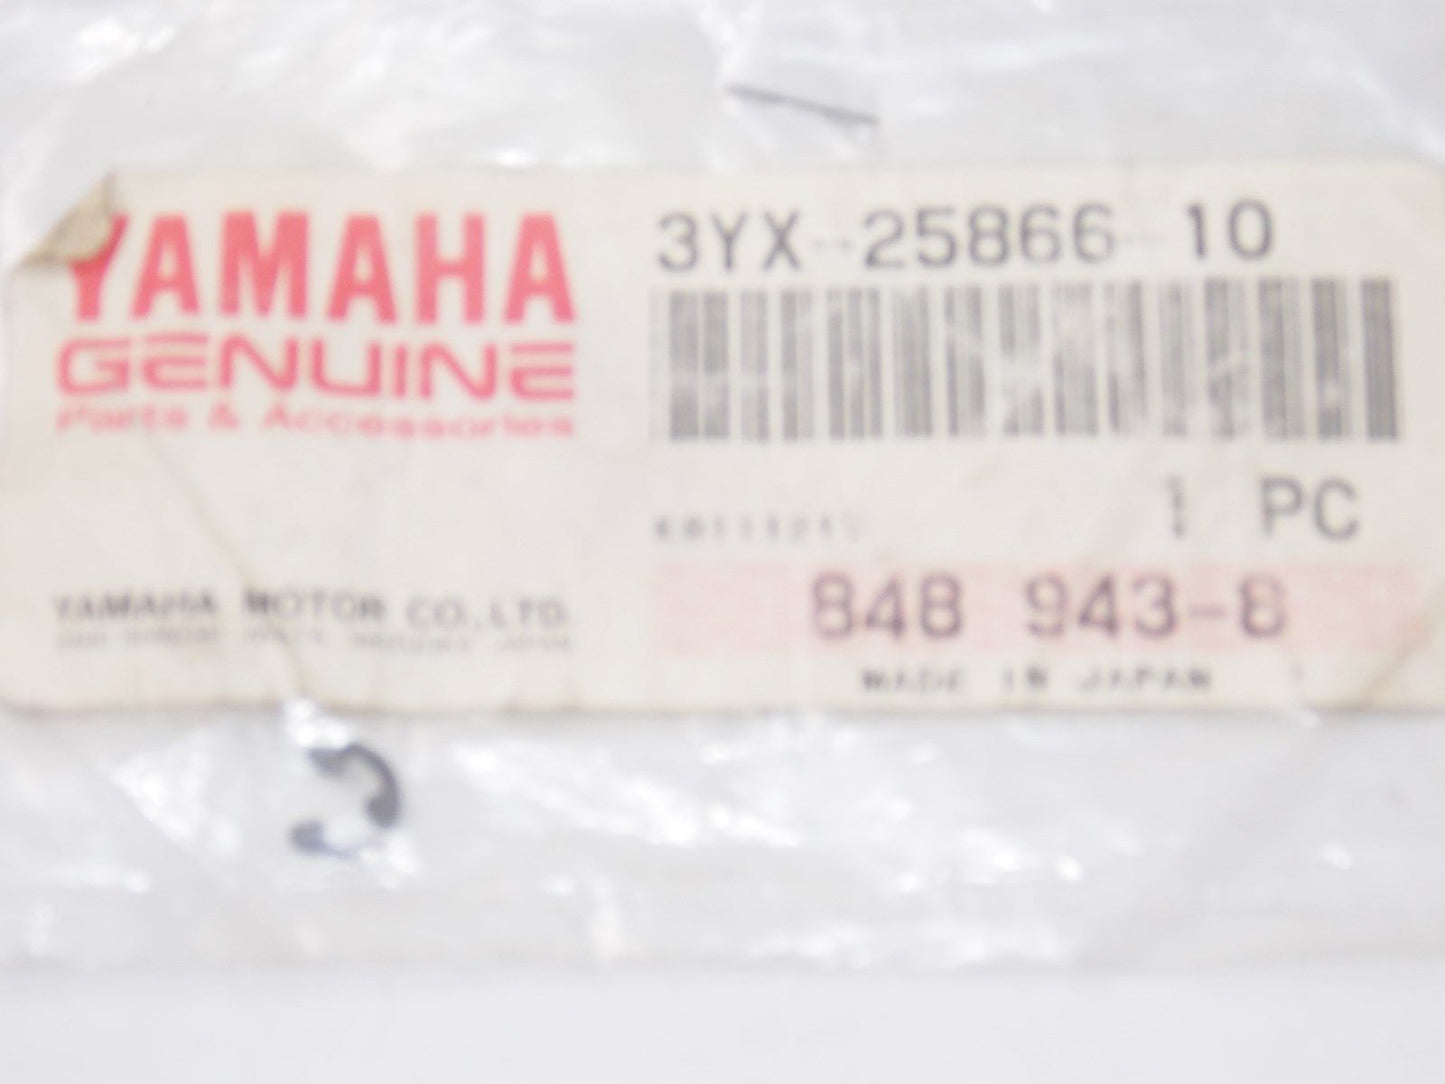 YAMAHA
GENUINE
Parts & Accessories
3YX-25866-10
1 PC
YAMAHA MOTOR CO., LTD.
848 943-8
MADE IN JAPAN